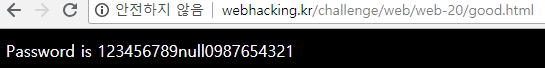 안전하지 않음 | webhacking.kr/challenge/web/web-20/good.html
Password is 123456789null0987654321